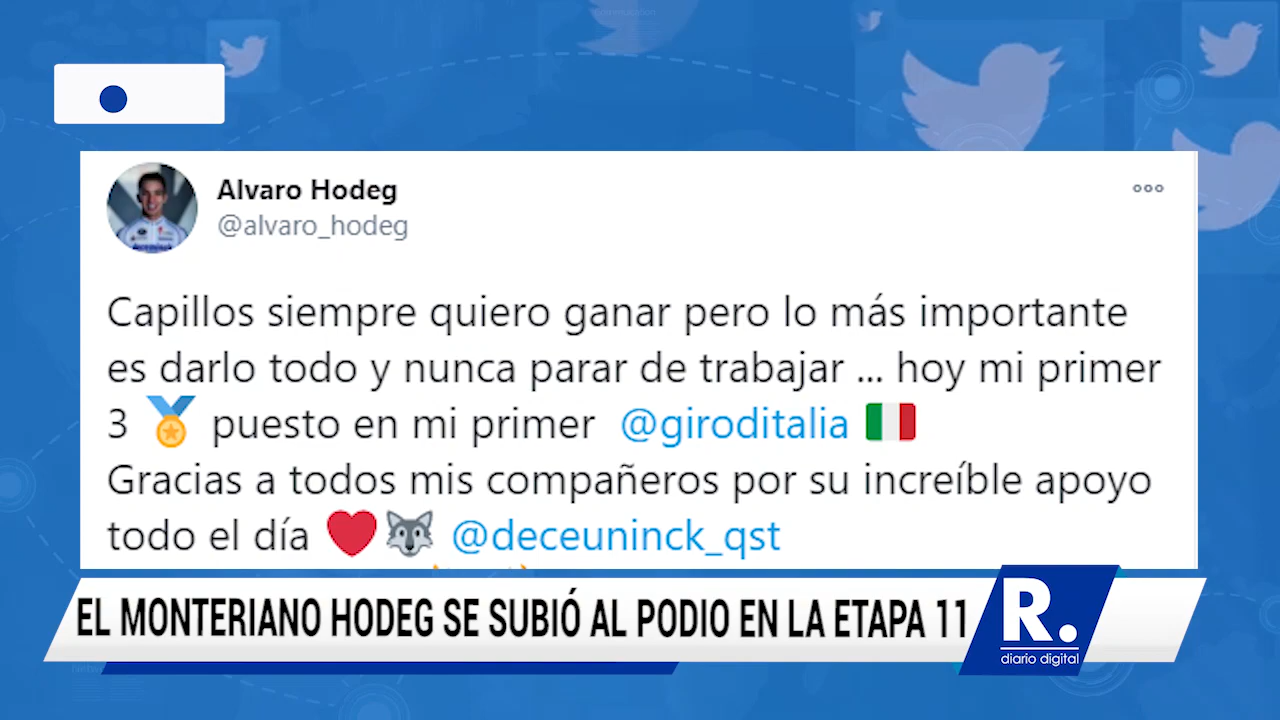 Alvaro Hodeg
@alvaro_hodeg
Capillos siempre quiero ganar pero lo más importante
es darlo todo y nunca parar de trabajar ... hoy mi primer
3 🏅 puesto en mi primer @giroditalia 🇮🇹
Gracias a todos mis compañeros por su increíble apoyo
todo el día ❤️🐺 @deceuninck_qst
EL MONTERIANO HODEG SE SUBIÓ AL PODIO EN LA ETAPA 11
R.
diario digital